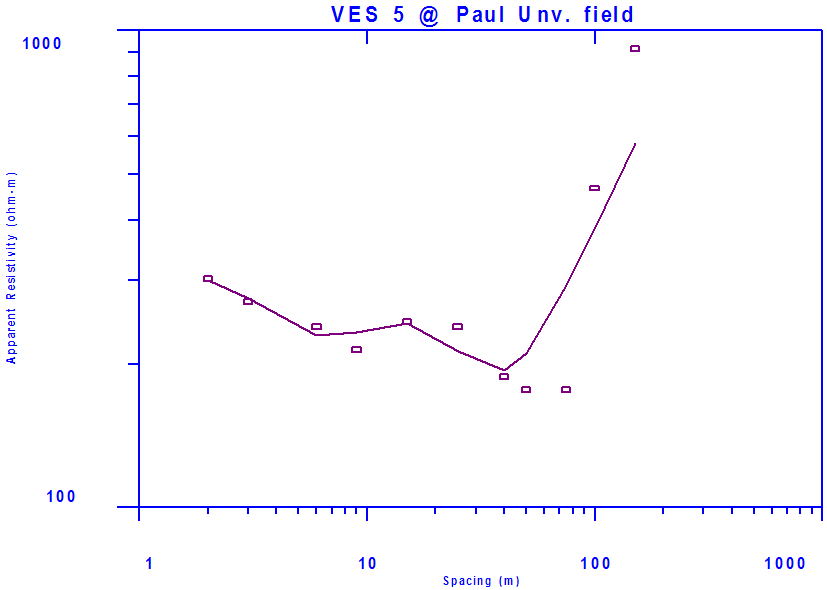 VES 5 @ Paul Unv. field
1000
Apparent Resistivity (ohm-m)
100
1 10 100 1000
Spacing (m)